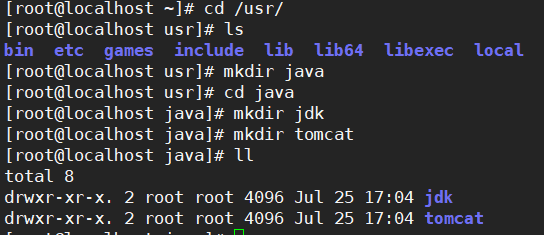 [root@localhost ~]# cd /usr/
[root@localhost usr]# ls
bin  etc  games  include  lib  lib64  libexec  local
[root@localhost usr]# mkdir java
[root@localhost usr]# cd java
[root@localhost java]# mkdir jdk
[root@localhost java]# mkdir tomcat
[root@localhost java]# ll
total 8
drwxr-xr-x. 2 root root 4096 Jul 25 17:04 jdk
drwxr-xr-x. 2 root root 4096 Jul 25 17:04 tomcat
[root@localhost java]#